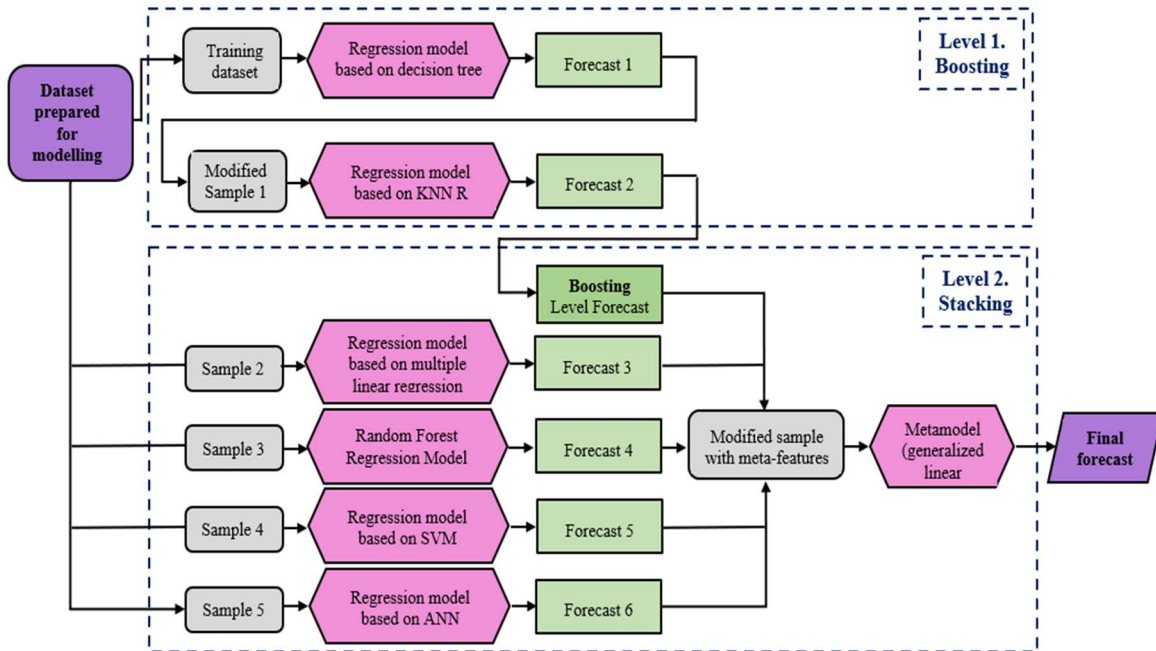 Dataset
prepared
for
modelling
Training
dataset
Regression model
based on decision tree
Forecast 1
Level 1.
Boosting
Modified
Sample 1
Regression model
based on KNN R
Forecast 2
Level 2.
Stacking
Boosting
Level Forecast
Sample 2
Regression model
based on multiple
linear regression
Forecast 3
Sample 3
Random Forest
Regression Model
Forecast 4
Modified sample
with meta-features
Metamodel
(generalized
linear
Final
forecast
Sample 4
Regression model
based on SVM
Forecast 5
Sample 5
Regression model
based on ANN
Forecast 6